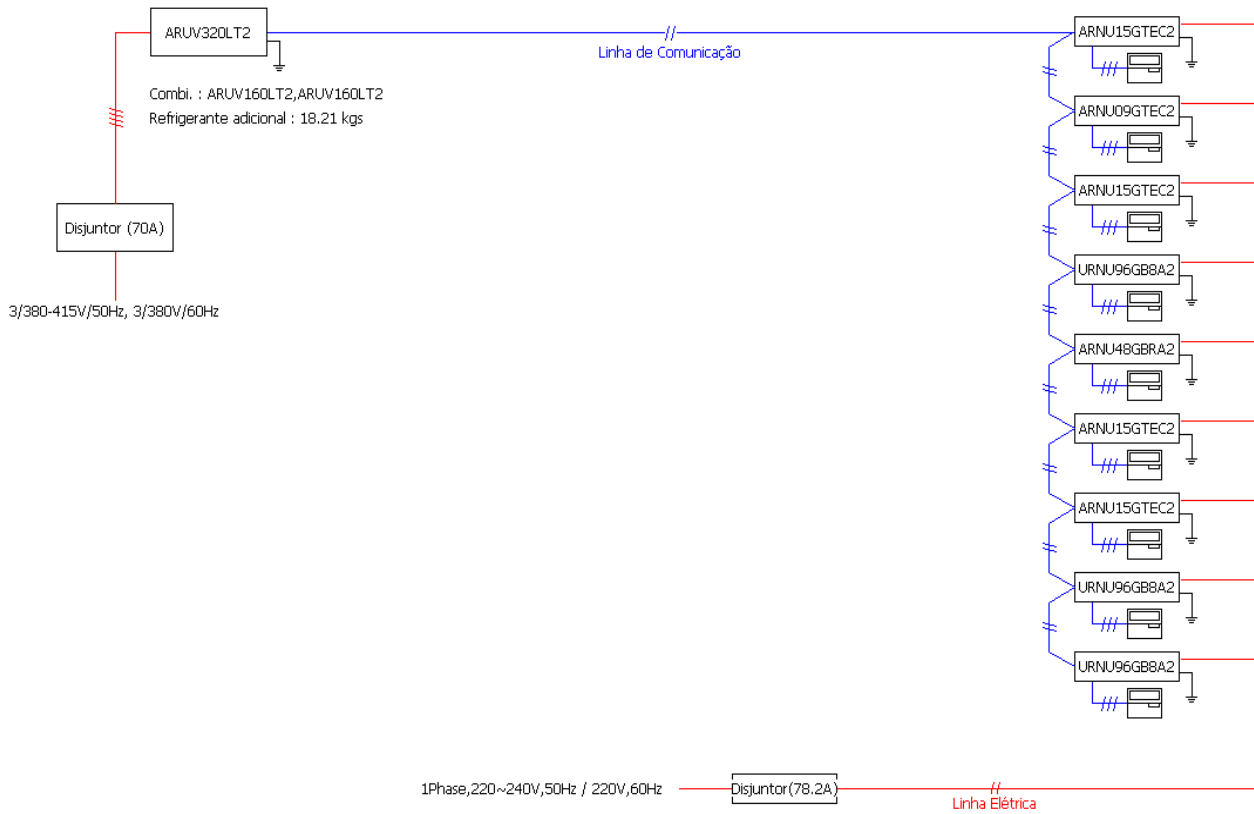 ARUV320LT2
Linha de Comunicação
Combi. : ARUV160LT2,ARUV160LT2
Refrigerante adicional : 18.21 kgs
Disjuntor (70A)
3/380-415V/50Hz, 3/380V/60Hz
ARNU15GTEC2
ARNU09GTEC2
ARNU15GTEC2
URNU96GB8A2
ARNU48GBRA2
ARNU15GTEC2
ARNU15GTEC2
URNU96GB8A2
URNU96GB8A2
1Phase,220~240V,50Hz / 220V,60Hz
Disjuntor(78.2A)
Linha Elétrica